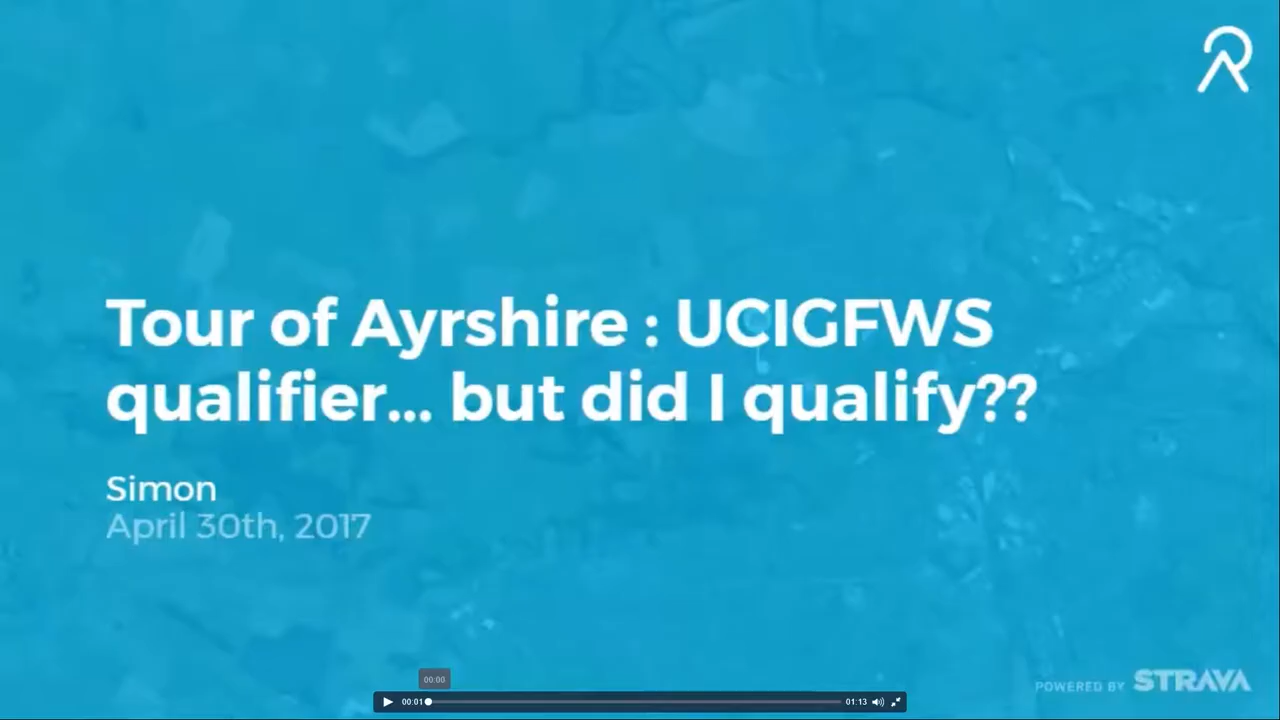 Tour of Ayrshire : UCIGFWS
qualifier... but did I qualify??
Simon
April 30th, 2017
POWERED BY STRAVA
00:00
00:01
01:13